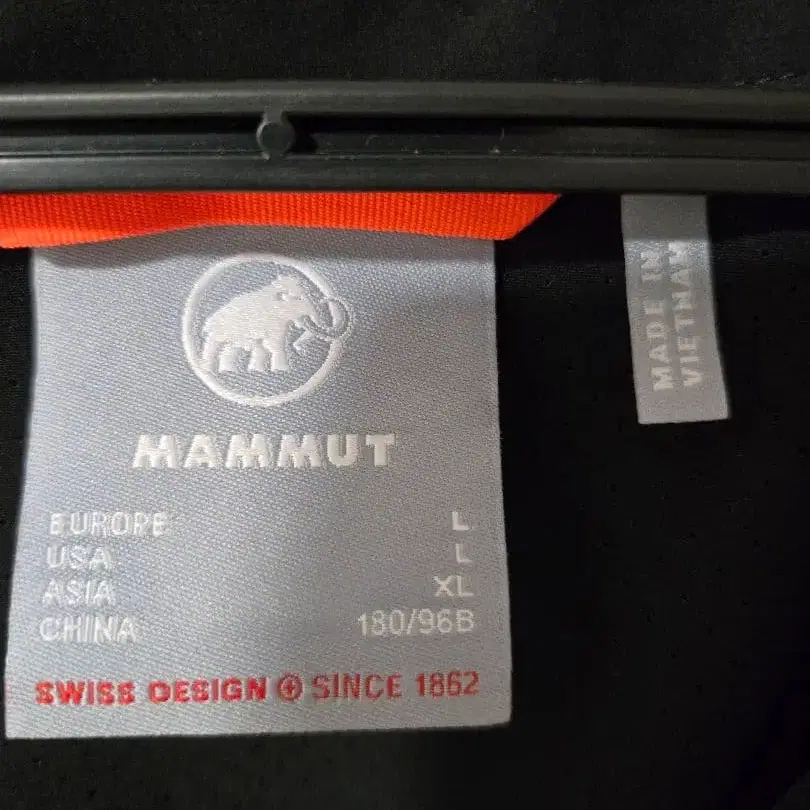 MAMMUT
EUROPE L
USA L
ASIA XL
CHINA 180/96B
SWISS DESIGN SINCE 1862
MADE IN
VIETNAM